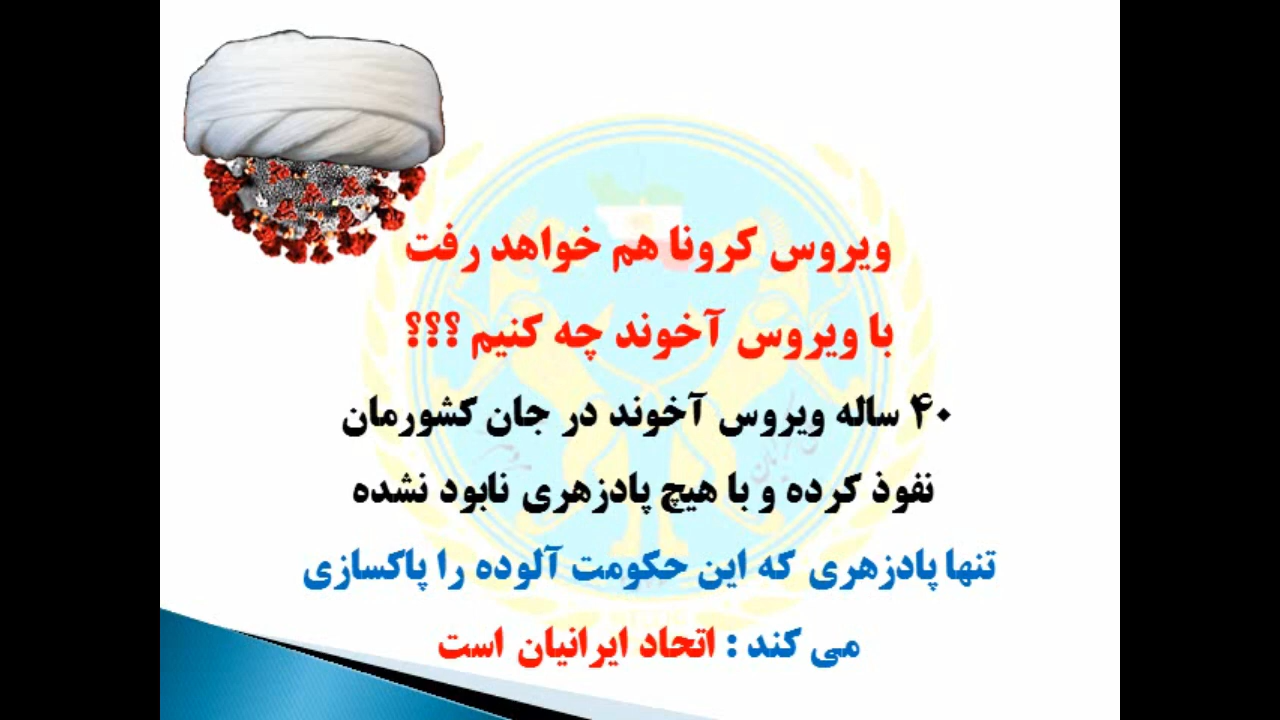 ویروس کرونا هم خواهد رفت
با ویروس آخوند چه کنیم ؟؟؟
۴۰ ساله ویروس آخوند در جان کشورمان
نفوذ کرده و با هیچ پادزهری نابود نشده
تنها پادزهری که این حکومت آلوده را پاکسازی
می کند : اتحاد ایرانیان است